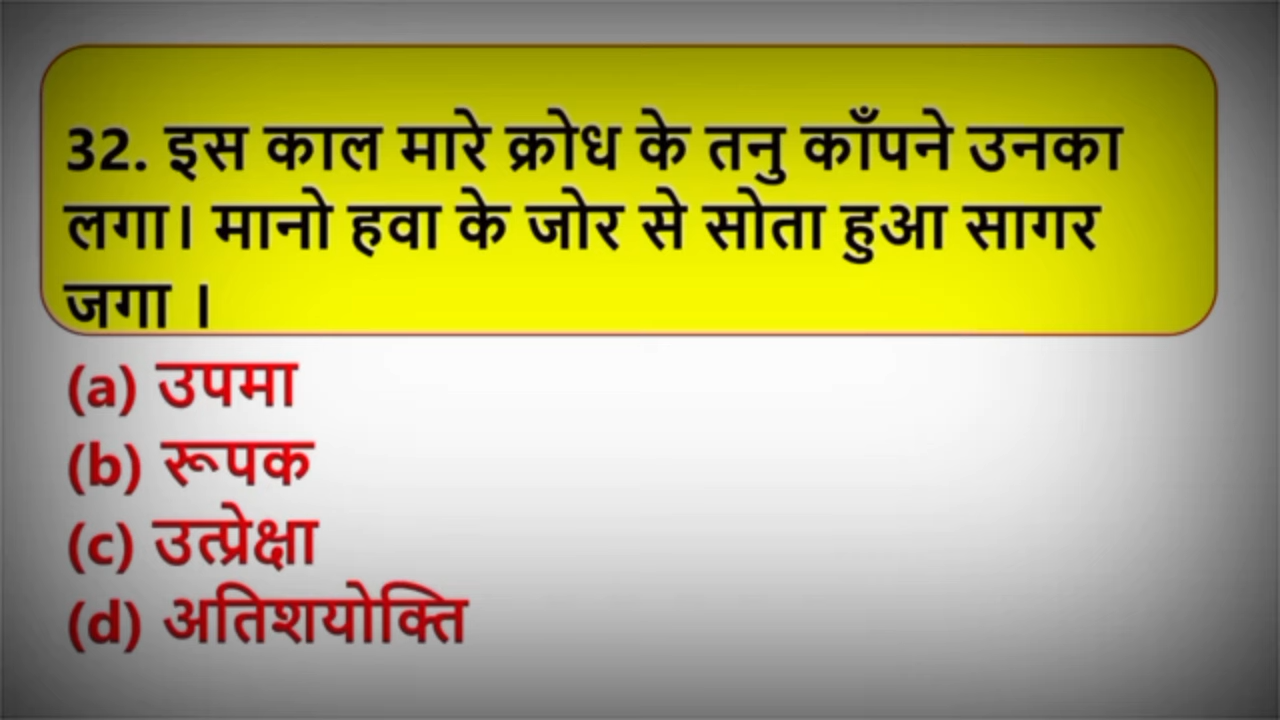 32. इस काल मारे क्रोध के तनु काँपने उनका
लगा। मानो हवा के जोर से सोता हुआ सागर
जगा ।
(a) उपमा
(b) रूपक
(c) उत्प्रेक्षा
(d) अतिशयोक्ति